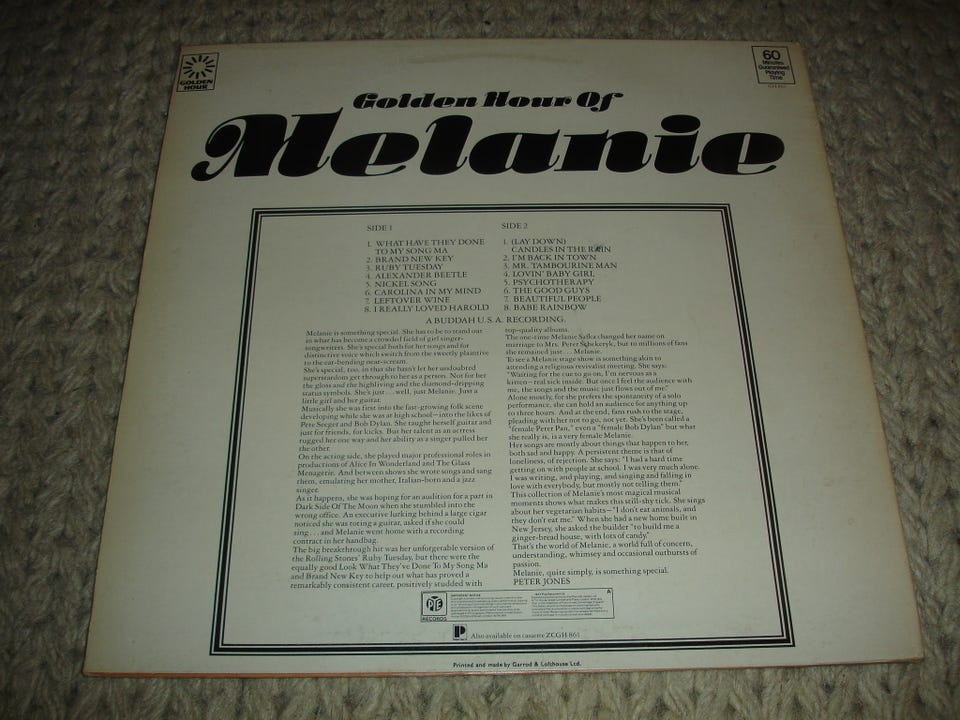 GOLDEN
HOUR
60
Minutes
Guaranteed
Playing
Time
Golden Hour Of
Melanie
SIDE 1
1. WHAT HAVE THEY DONE
TO MY SONG MA
2. BRAND NEW KEY
3. RUBY TUESDAY
4. ALEXANDER BEETLE
5. NICKEL SONG
6. CAROLINA IN MY MIND
7. LEFTOVER WINE
8. I REALLY LOVED HAROLD
SIDE 2
1. (LAY DOWN)
CANDLES IN THE RAIN
2. I'M BACK IN TOWN
3. MR. TAMBOURINE MAN
4. LOVIN' BABY GIRL
5. PSYCHOTHERAPY
6. THE GOOD GUYS
7. BEAUTIFUL PEOPLE
8. BABE RAINBOW
A BUDDAH U.S.A. RECORDING.
Melanie is something special. She has to be to stand out
in what has become a crowded field of girl singer-
songwriters. She's special both for her songs and for
distinctive voice which switch from the sweetly plaintive
to the ear-bending near-scream.
She's special, too, in that she hasn't let her undoubted
superstardom get through to her as a person. Not for her
the gloss and the highliving and the diamond-dripping
status symbols. She's just... well, just Melanie. Just a
little girl and her guitar.
Musically she was first into the fast-growing folk scene
developing while she was at high school—into the likes of
Pete Seeger and Bob Dylan. She taught herself guitar and
just for friends, for kicks. But her talent as an actress
tugged her one way and her ability as a singer pulled her
the other.
On the acting side, she played major professional roles in
productions of Alice In Wonderland and The Glass
Menagerie. And between shows she wrote songs and sang
them, emulating her mother, Italian-born and a jazz
singer.
As it happens, she was hoping for an audition for a part in
Dark Side Of The Moon when she stumbled into the
wrong office. An executive lurking behind a large cigar
noticed she was toting a guitar, asked if she could
sing... and Melanie went home with a recording
contract in her handbag.
The big breakthrough hit was her unforgetable version of
the Rolling Stones' Ruby Tuesday, but there were the
equally good Look What They've Done To My Song Ma
and Brand New Key to help out what has proved a
remarkably consistent career, positively studded with
top-quality albums.
The one-time Melanie Safka changed her name on
marriage to Mrs. Peter Schekeryk, but to millions of fans
she remained just... Melanie.
To see a Melanie stage show is something akin to
attending a religious revivalist meeting. She says:
"Waiting for the cue to go on, I'm nervous as a
kitten—real sick inside. But once I feel the audience with
me, the songs and the music just flows out of me."
Alone mostly, for she prefers the spontaneity of a solo
performance, she can hold an audience for anything up
to three hours. And at the end, fans rush to the stage,
pleading with her not to go, not just yet. She's been called a
"female Peter Pan," even a "female Bob Dylan" but what
she really is, is a very female Melanie.
Her songs are mostly about things that happen to her,
both sad and happy. A persistent theme is that of
loneliness, of rejection. She says: "I had a hard time
getting on with people at school. I was very much alone.
I was writing, and playing, and singing and falling in
love with everybody, but mostly not telling them."
This collection of Melanie's most magical musical
moments shows what makes this still-shy tick. She sings
about her vegetarian habits—"I don't eat animals, and
they don't eat me." When she had a new home built in
New Jersey, she asked the builder "to build me a
ginger-bread house, with lots of candy."
That's the world of Melanie, a world full of concern,
understanding, whimsey and occasional outbursts of
passion.
Melanie, quite simply, is something special.
PETER JONES
PYE
RECORDS
Also available on cassette ZCGH 861
Printed and made by Garrod & Lofthouse Ltd.